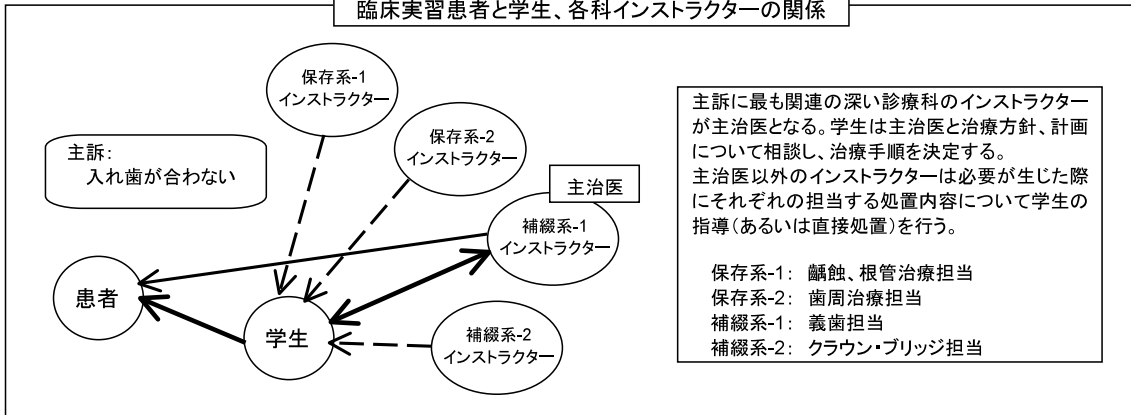 臨床実習患者と学生、各科インストラクターの関係
保存系-1
インストラクター
保存系-2
インストラクター
主訴:
入れ歯が合わない
主治医
補綴系-1
インストラクター
患者
学生
補綴系-2
インストラクター
主訴に最も関連の深い診療科のインストラクター
が主治医となる。学生は主治医と治療方針、計画
について相談し、治療手順を決定する。
主治医以外のインストラクターは必要が生じた際
にそれぞれの担当する処置内容について学生の
指導(あるいは直接処置)を行う。
保存系-1: 齲蝕、根管治療担当
保存系-2: 歯周治療担当
補綴系-1: 義歯担当
補綴系-2: クラウン・ブリッジ担当